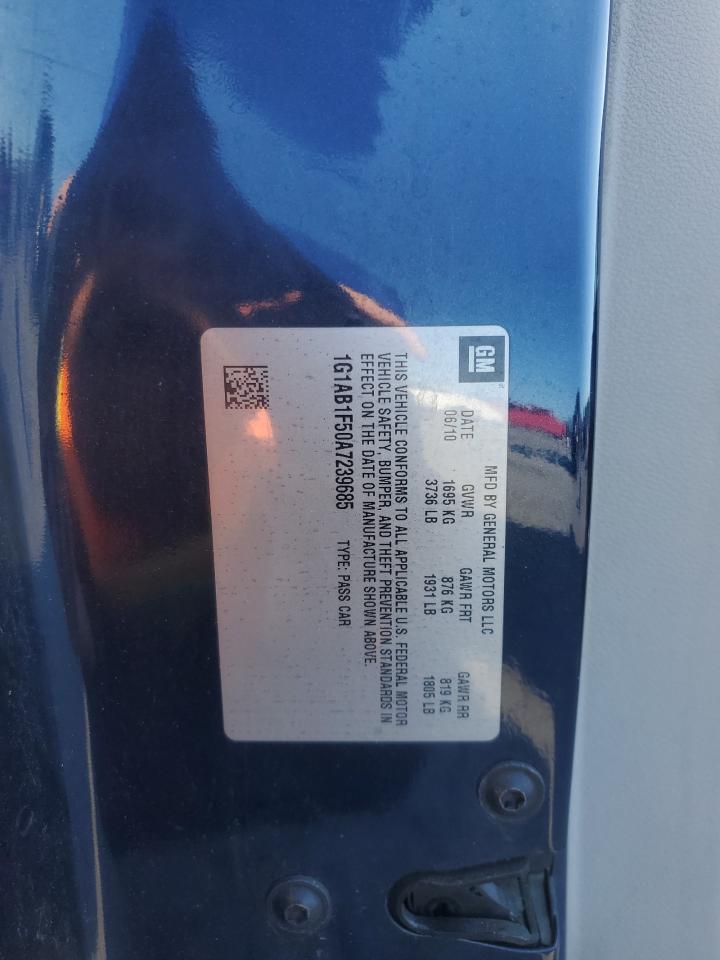 GM
MFD BY GENERAL MOTORS LLC
DATE GVWR GAWR FRT GAWR RR
06/10 1695 KG 876 KG 819 KG
3736 LB 1931 LB 1805 LB
THIS VEHICLE CONFORMS TO ALL APPLICABLE U.S. FEDERAL MOTOR
VEHICLE SAFETY, BUMPER, AND THEFT PREVENTION STANDARDS IN
EFFECT ON THE DATE OF MANUFACTURE SHOWN ABOVE.
1G1AB1F50A7239685 TYPE: PASS CAR